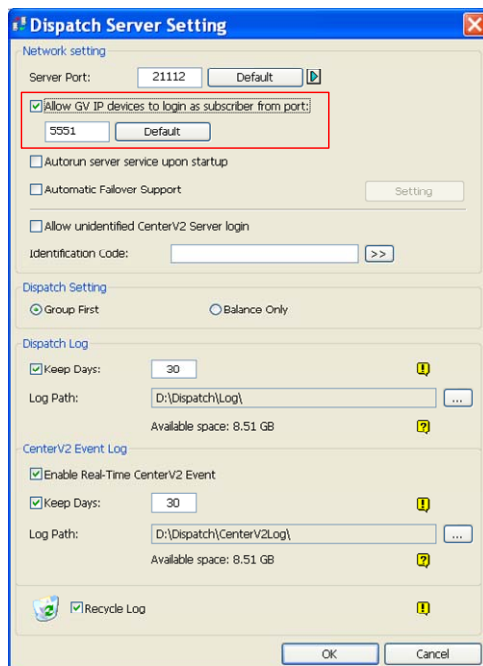 Dispatch Server Setting
Network setting
Server Port: 21112 Default
Allow GV IP devices to login as subscriber from port:
5551 Default
Autorun server service upon startup
Automatic Failover Support Setting
Allow unidentified CenterV2 Server login
Identification Code: >>
Dispatch Setting
Group First Balance Only
Dispatch Log
Keep Days: 30
Log Path: D:\Dispatch\Log\ ...
Available space: 8.51 GB
CenterV2 Event Log
Enable Real-Time CenterV2 Event
Keep Days: 30
Log Path: D:\Dispatch\CenterV2Log\ ...
Available space: 8.51 GB
Recycle Log
OK Cancel